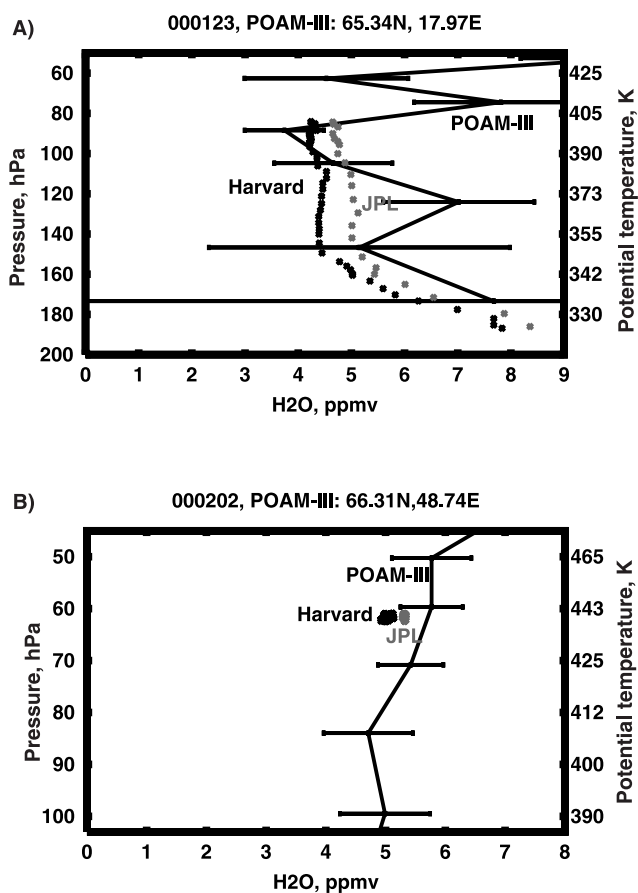 A)
000123, POAM-III: 65.34N, 17.97E
60
80
100
120
140
160
180
200
Pressure, hPa
425
405
390
373
355
342
330
Potential temperature, K
POAM-III
Harvard
JPL
0 1 2 3 4 5 6 7 8 9
H2O, ppmv
B)
000202, POAM-III: 66.31N,48.74E
50
60
70
80
90
100
Pressure, hPa
465
443
425
412
400
390
Potential temperature, K
POAM-III
Harvard
JPL
0 1 2 3 4 5 6 7 8
H2O, ppmv